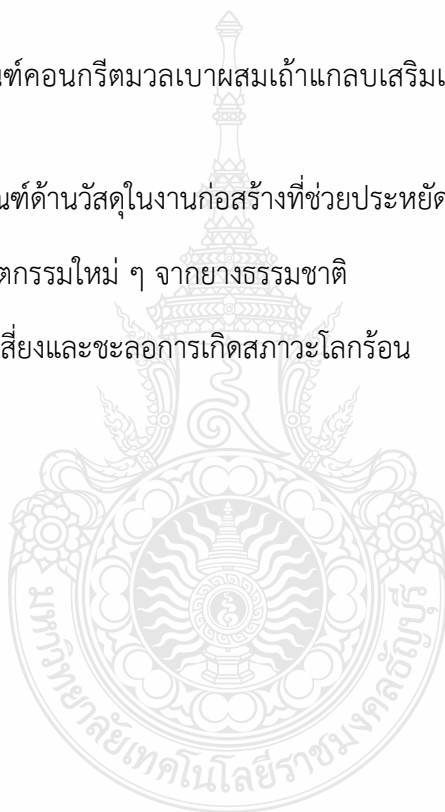 ฑ์คอนกรีตมวลเบาผสมเถ้าแกลบเสริมเ
ณฑ์ด้านวัสดุในงานก่อสร้างที่ช่วยประหยัด
ตกรรมใหม่ ๆ จากยางธรรมชาติ
สี่ยงและชะลอการเกิดสภาวะโลกร้อน
มหาวิทยาลัยเทคโนโลยีราชมงคลธัญบุรี